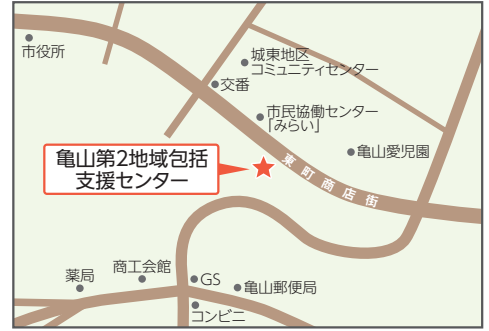 市役所
城東地区
コミュニティセンター
交番
市民協働センター
「みらい」
亀山愛児園
亀山第2地域包括
支援センター
東町商店街
商工会館
薬局
GS
亀山郵便局
コンビニ